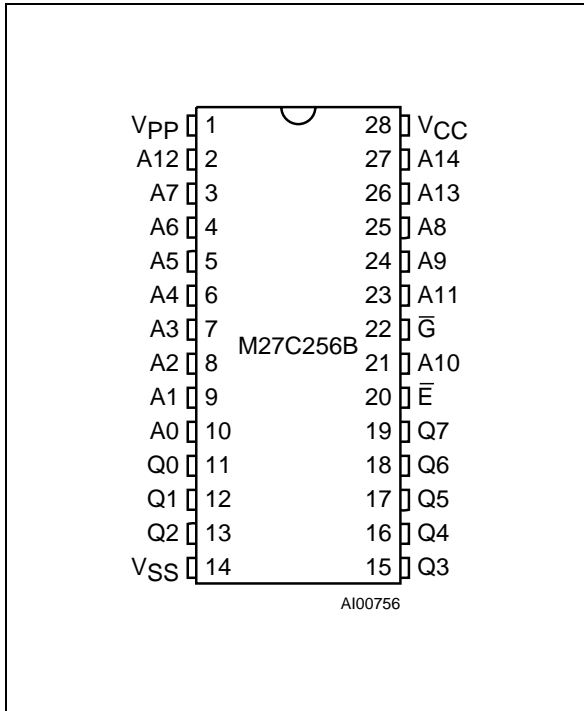 VPP 1 28 VCC
A12 2 27 A14
A7 3 26 A13
A6 4 25 A8
A5 5 24 A9
A4 6 23 A11
A3 7 22 G̅
M27C256B
A2 8 21 A10
A1 9 20 E̅
A0 10 19 Q7
Q0 11 18 Q6
Q1 12 17 Q5
Q2 13 16 Q4
VSS 14 15 Q3
AI00756